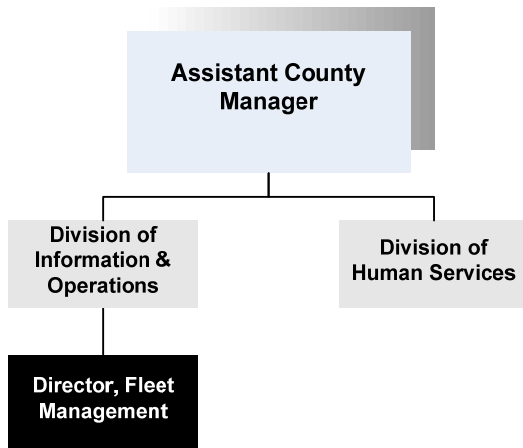 Assistant County
Manager
Division of
Information &
Operations
Division of
Human Services
Director, Fleet
Management